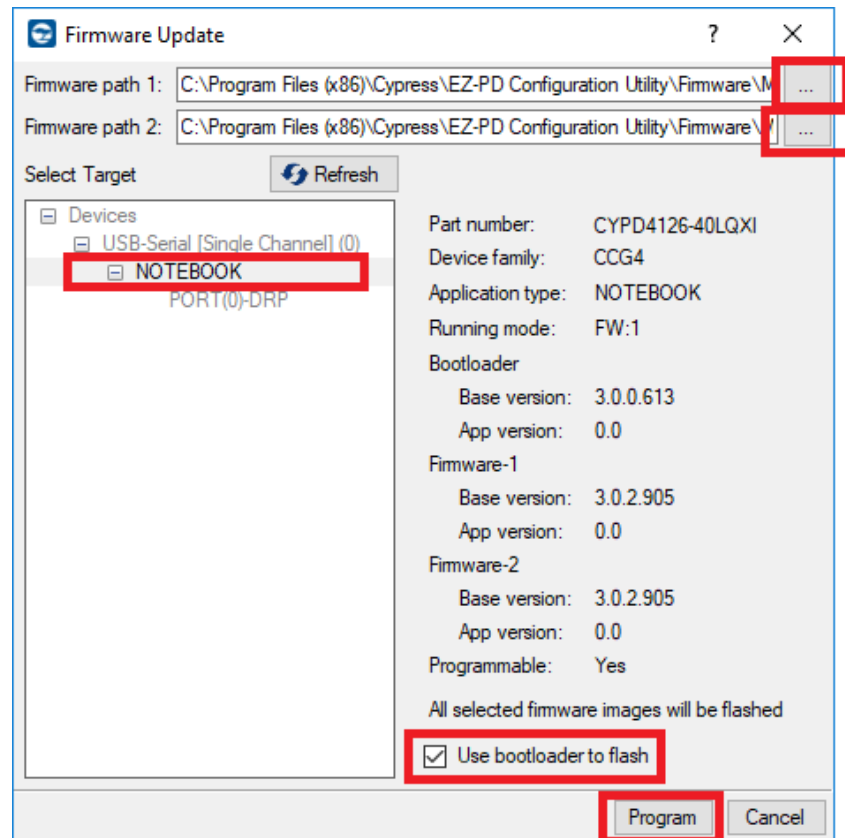 Firmware Update
?
Firmware path 1: C:\Program Files (x86)\Cypress\EZ-PD Configuration Utility\Firmware\M ...
Firmware path 2: C:\Program Files (x86)\Cypress\EZ-PD Configuration Utility\Firmware\ ...
Select Target Refresh
Devices
USB-Serial [Single Channel] (0)
NOTEBOOK
PORT(0)-DRP
Part number: CYPD4126-40LQXI
Device family: CCG4
Application type: NOTEBOOK
Running mode: FW:1
Bootloader
Base version: 3.0.0.613
App version: 0.0
Firmware-1
Base version: 3.0.2.905
App version: 0.0
Firmware-2
Base version: 3.0.2.905
App version: 0.0
Programmable: Yes
All selected firmware images will be flashed
Use bootloader to flash
Program Cancel